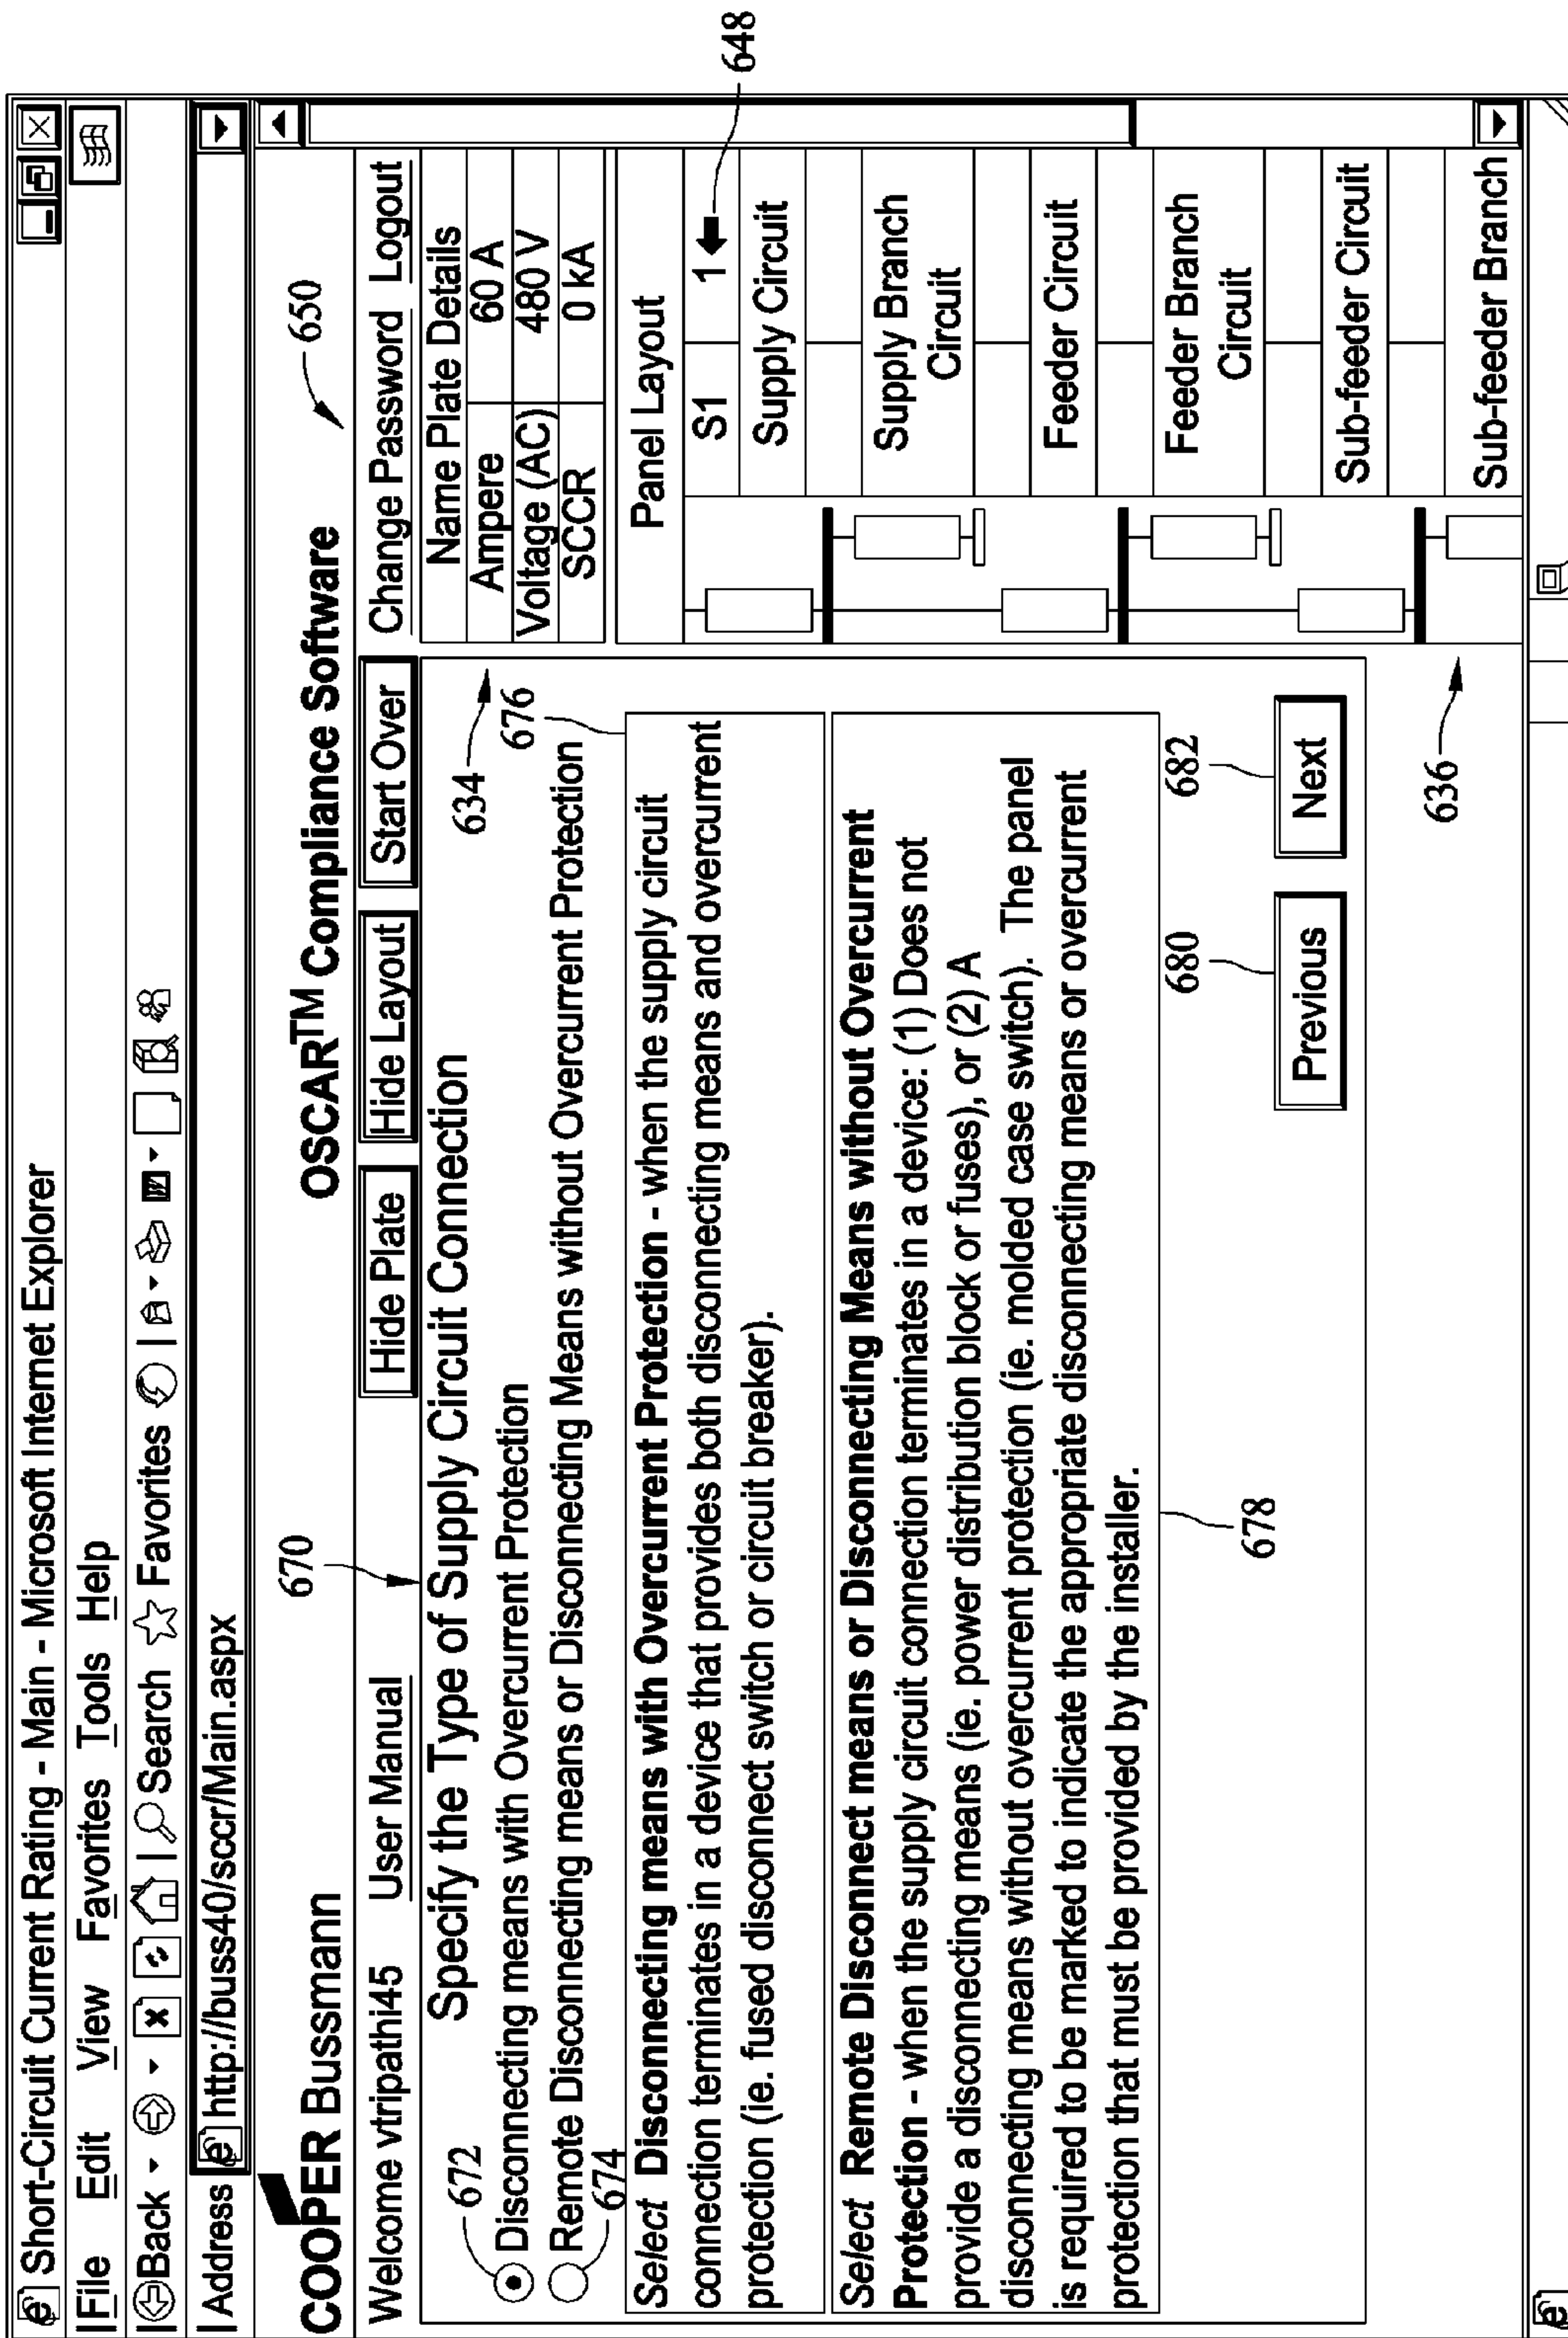 Short-Circuit Current Rating - Main - Microsoft Internet Explorer
File Edit View Favorites Tools Help
Back Search Favorites
Address http://buss40/sccr/Main.aspx
670
650
COOPER Bussmann
OSCAR™ Compliance Software
Welcome vtripathi45 User Manual Hide Plate Hide Layout Start Over Change Password Logout
Specify the Type of Supply Circuit Connection
672
Disconnecting means with Overcurrent Protection
Remote Disconnecting means or Disconnecting Means without Overcurrent Protection
674
634
676
Select Disconnecting means with Overcurrent Protection - when the supply circuit
connection terminates in a device that provides both disconnecting means and overcurrent
protection (ie. fused disconnect switch or circuit breaker).
Select Remote Disconnect means or Disconnecting Means without Overcurrent
Protection - when the supply circuit connection terminates in a device: (1) Does not
provide a disconnecting means (ie. power distribution block or fuses), or (2) A
disconnecting means without overcurrent protection (ie. molded case switch). The panel
is required to be marked to indicate the appropriate disconnecting means or overcurrent
protection that must be provided by the installer.
678
680
682
Previous Next
636
Name Plate Details
Ampere 60 A
Voltage (AC) 480 V
SCCR 0 kA
Panel Layout
S1 1
648
Supply Circuit
Supply Branch
Circuit
Feeder Circuit
Feeder Branch
Circuit
Sub-feeder Circuit
Sub-feeder Branch